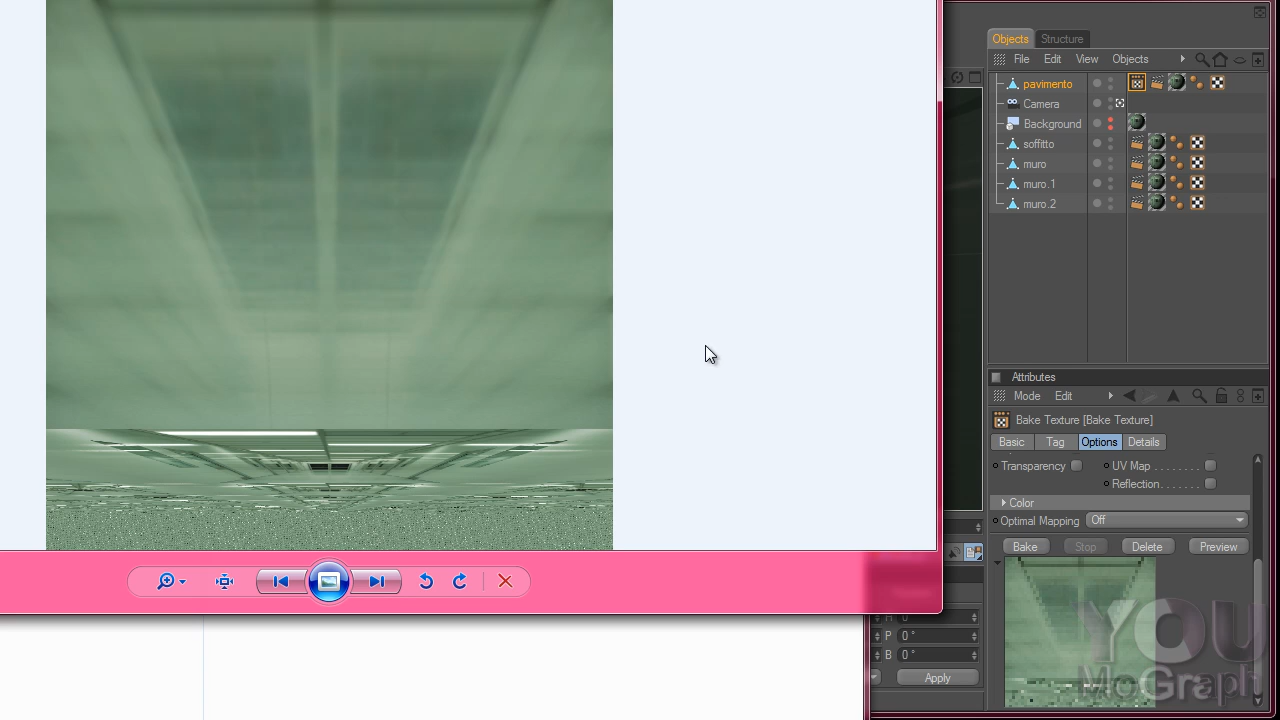 Objects Structure
File Edit View Objects
pavimento
Camera
Background
soffitto
muro
muro.1
muro.2
Attributes
Mode Edit
Bake Texture [Bake Texture]
Basic Tag Options Details
Transparency UV Map
Reflection
Color
Optimal Mapping Off
Bake Stop Delete Preview
H 0°
P 0°
B 0°
Apply
YOU
MoGraph